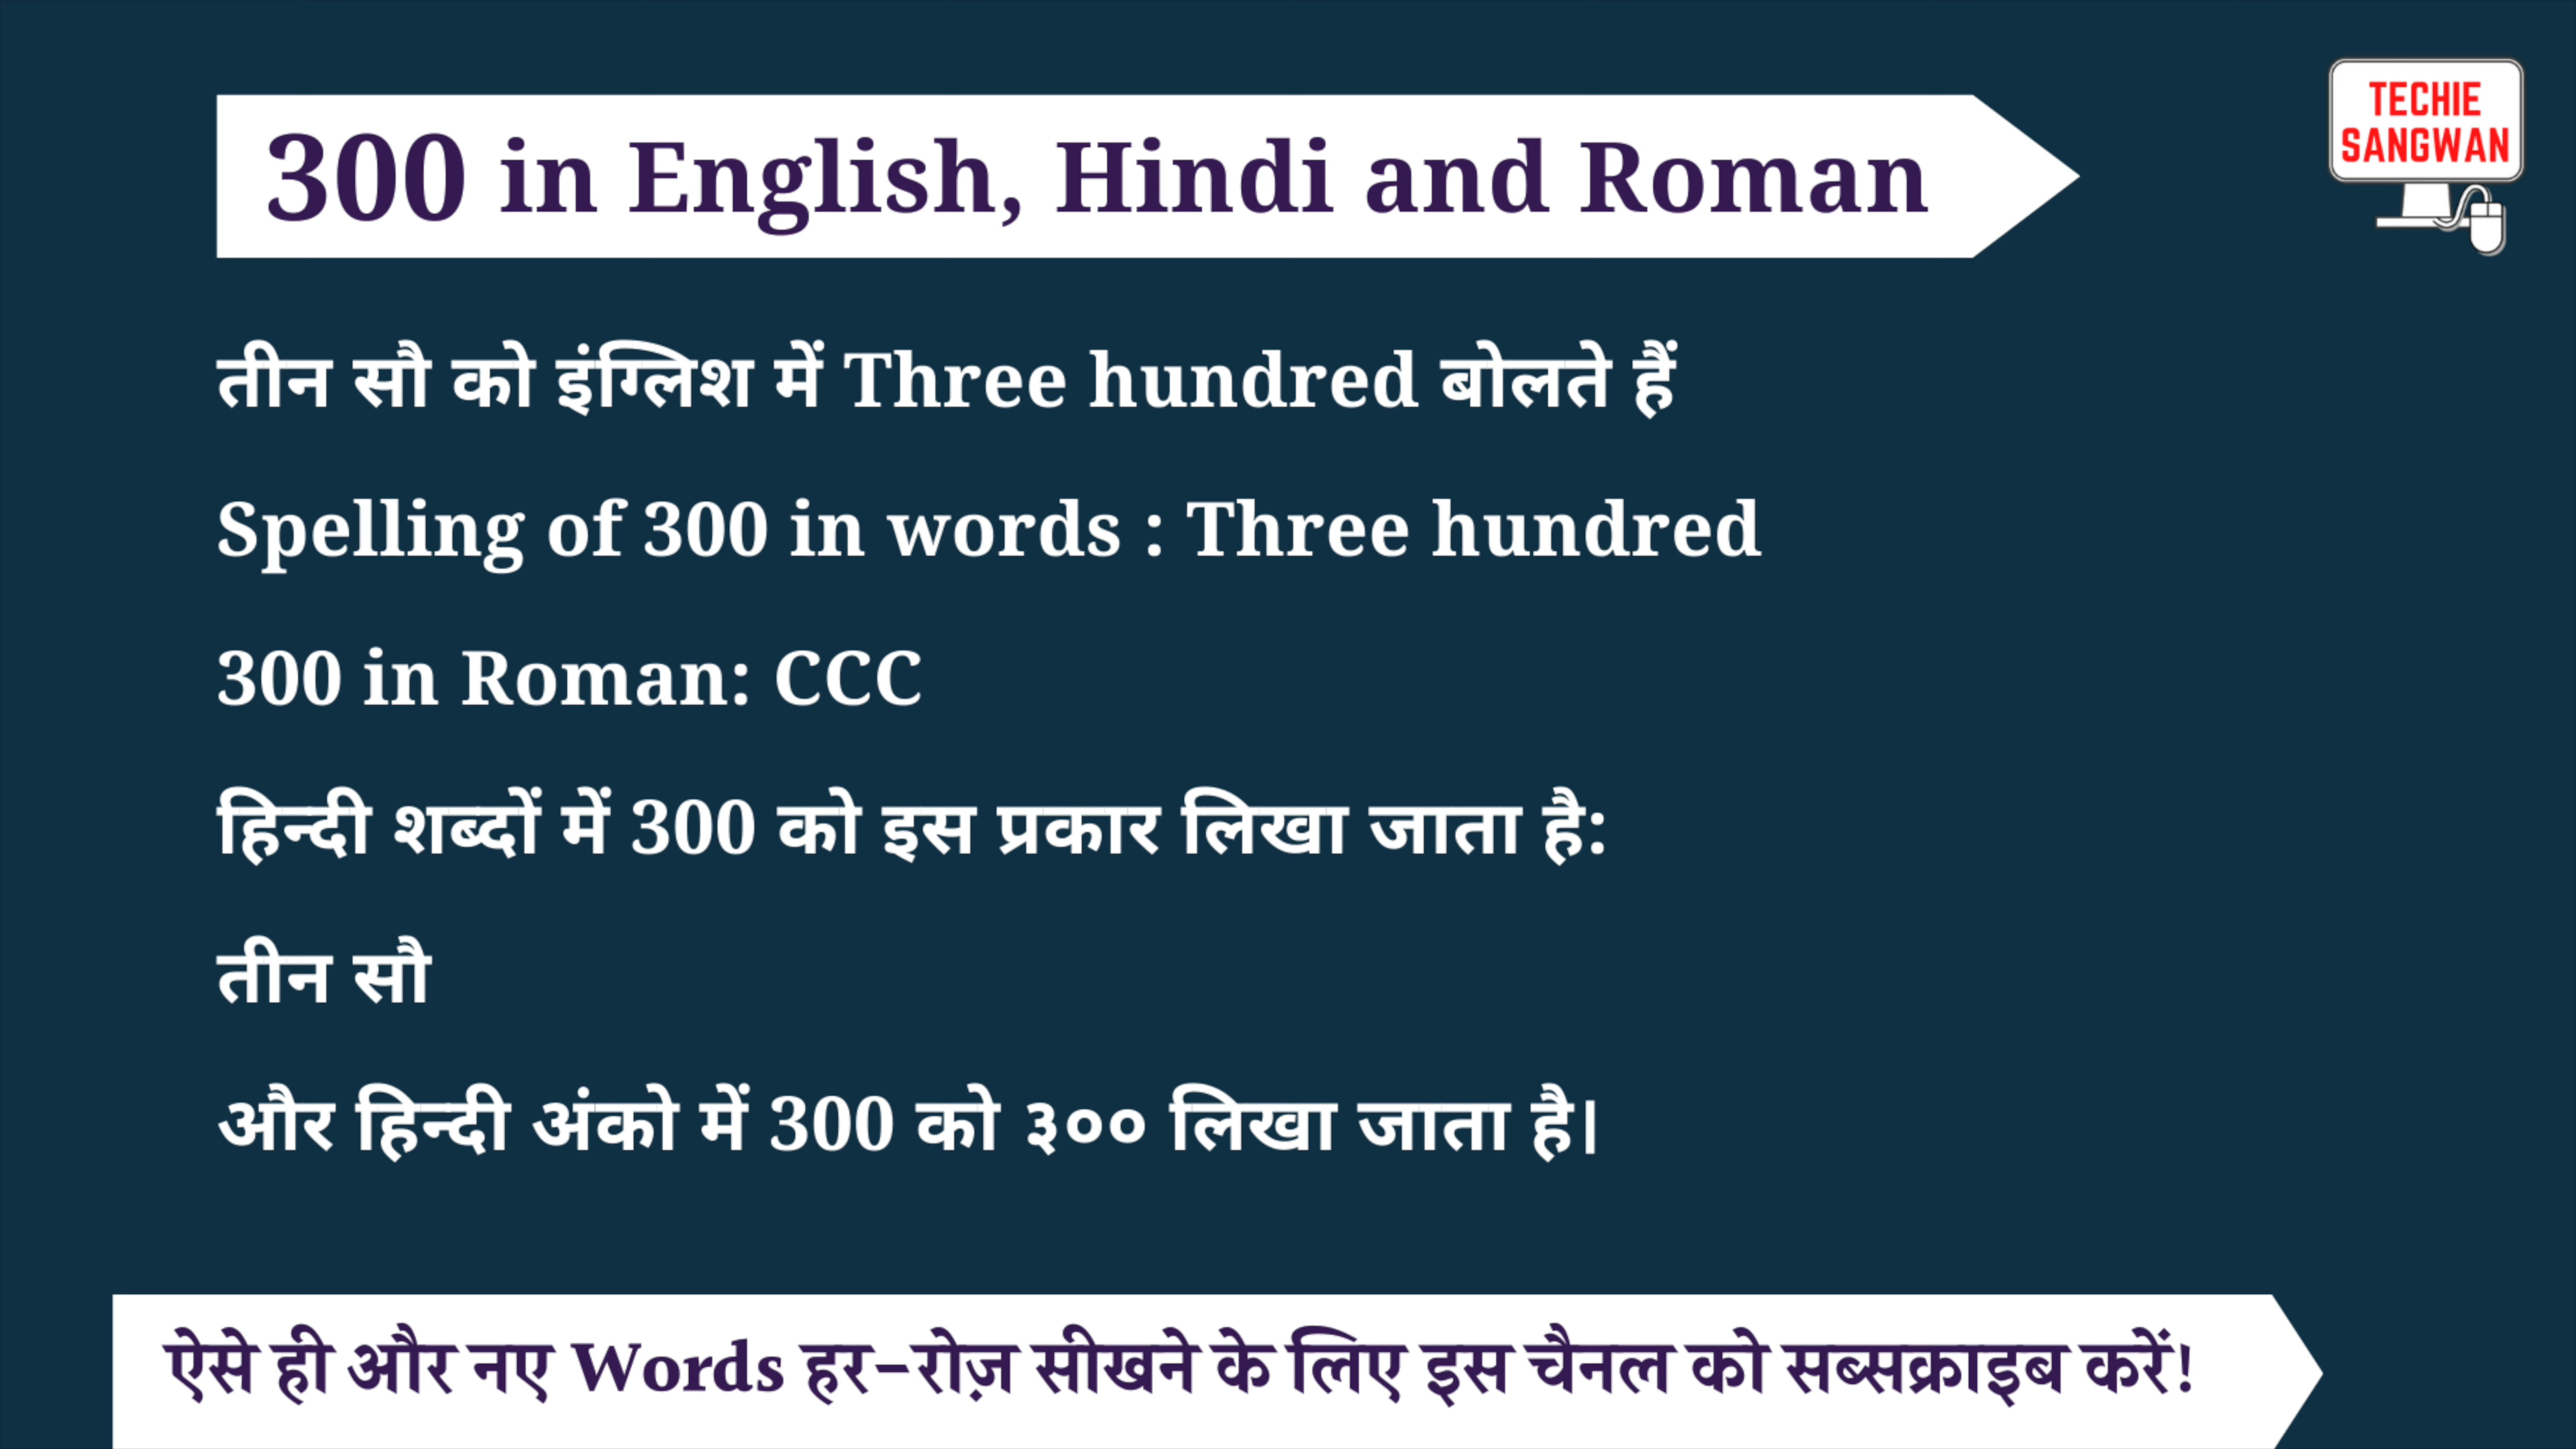 300 in English, Hindi and Roman
TECHIE
SANGWAN
तीन सौ को इंग्लिश में Three hundred बोलते हैं
Spelling of 300 in words : Three hundred
300 in Roman: CCC
हिन्दी शब्दों में 300 को इस प्रकार लिखा जाता है:
तीन सौ
और हिन्दी अंको में 300 को ३०० लिखा जाता है।
ऐसे ही और नए Words हर-रोज़ सीखने के लिए इस चैनल को सब्सक्राइब करें!